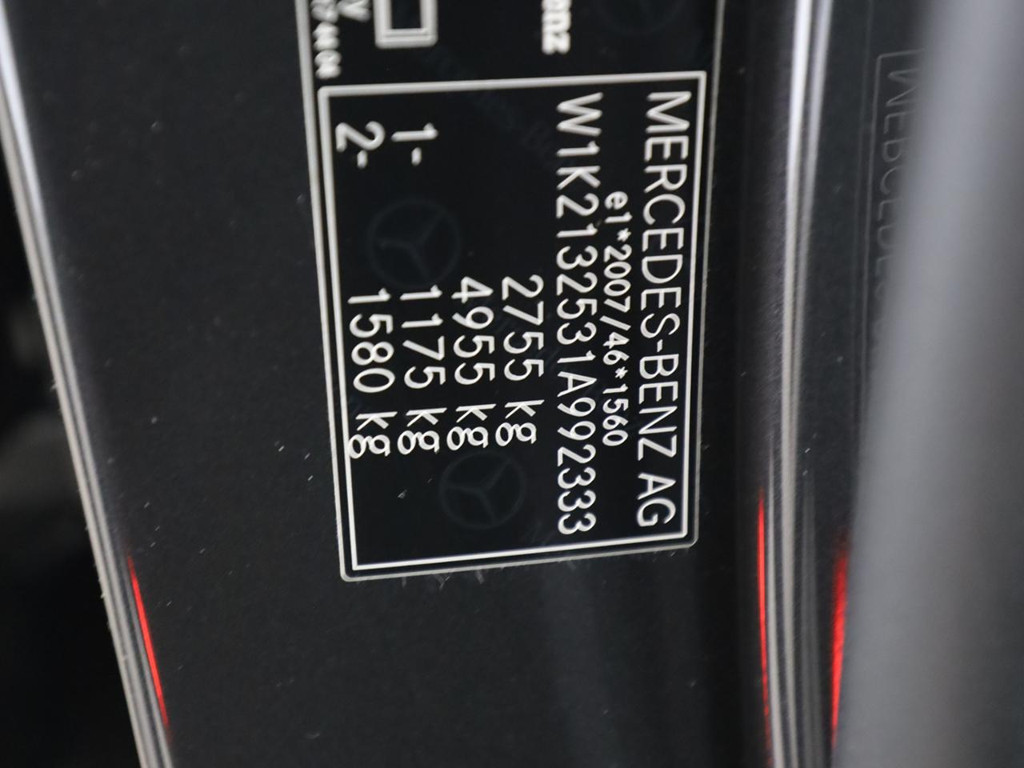 MERCEDES-BENZ AG
e1*2007/46*1560
W1K2132531A992333
2755 kg
4955 kg
1- 1175 kg
2- 1580 kg